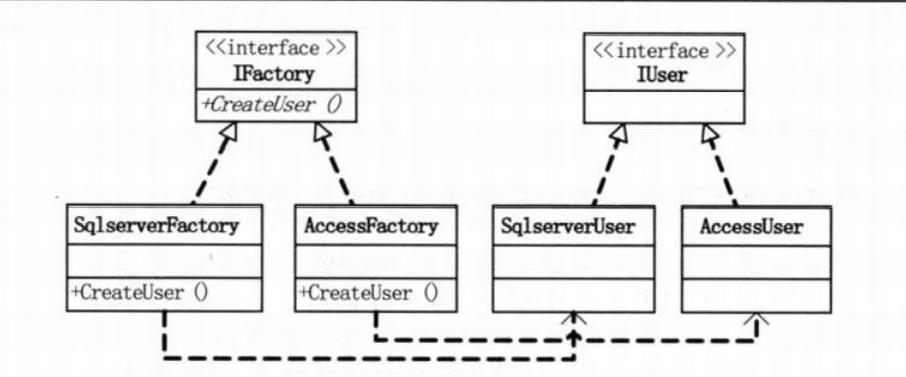 <<interface >>
IFactory
+CreateUser ()
<<interface >>
IUser
SqlserverFactory
+CreateUser ()
AccessFactory
+CreateUser ()
SqlserverUser
AccessUser